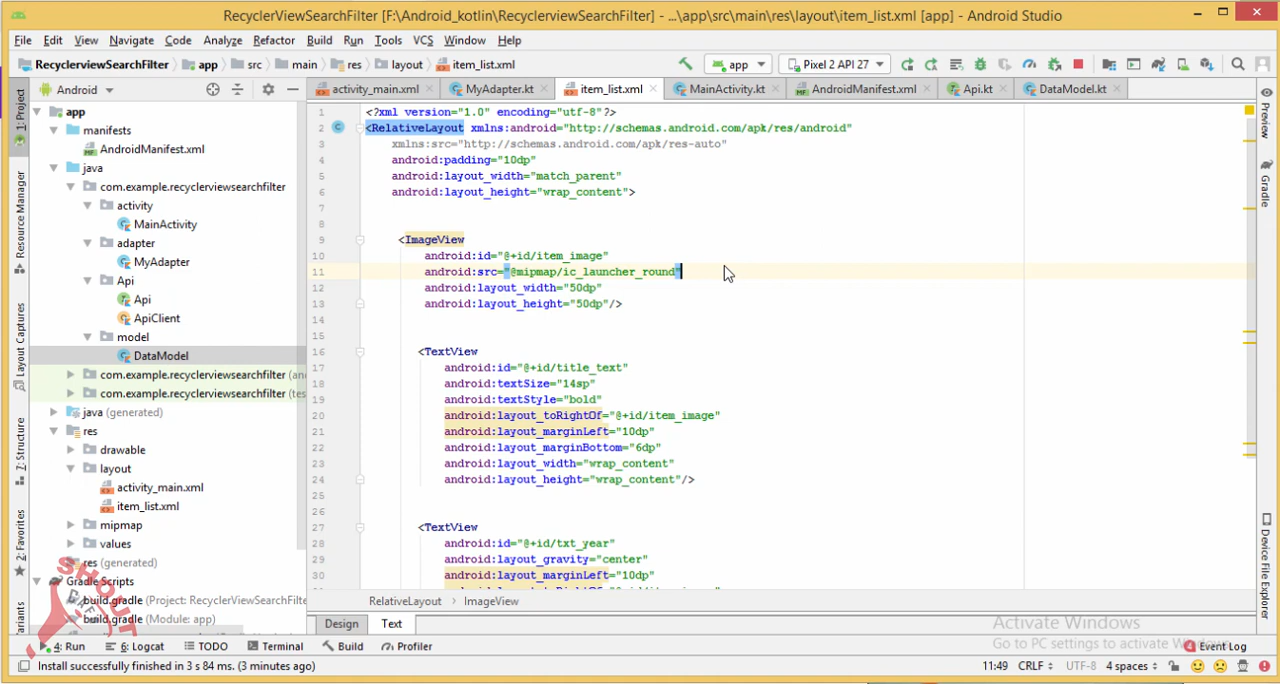 RecyclerViewSearchFilter [F:\Android_kotlin\RecyclerviewSearchFilter] - ...\app\src\main\res\layout\item_list.xml [app] - Android Studio
File Edit View Navigate Code Analyze Refactor Build Run Tools VCS Window Help
RecyclerviewSearchFilter app src main res layout item_list.xml app Pixel 2 API 27
Android activity_main.xml MyAdapter.kt item_list.xml MainActivity.kt AndroidManifest.xml Api.kt DataModel.kt
1: Project
Resource Manager
Layout Captures
7: Structure
2: Favorites
Variants
app
manifests
AndroidManifest.xml
java
com.example.recyclerviewsearchfilter
activity
MainActivity
adapter
MyAdapter
Api
Api
ApiClient
model
DataModel
com.example.recyclerviewsearchfilter (an
com.example.recyclerviewsearchfilter (tes
java (generated)
res
drawable
layout
activity_main.xml
item_list.xml
mipmap
values
res (generated)
Gradle Scripts
build.gradle (Project: RecyclerViewSearchFilte
build.gradle (Module: app)
SHOUT
1 <?xml version="1.0" encoding="utf-8"?>
2 <RelativeLayout xmlns:android="http://schemas.android.com/apk/res/android"
3 xmlns:src="http://schemas.android.com/apk/res-auto"
4 android:padding="10dp"
5 android:layout_width="match_parent"
6 android:layout_height="wrap_content">
7
8
9 <ImageView
10 android:id="@+id/item_image"
11 android:src="@mipmap/ic_launcher_round"
12 android:layout_width="50dp"
13 android:layout_height="50dp"/>
14
15
16 <TextView
17 android:id="@+id/title_text"
18 android:textSize="14sp"
19 android:textStyle="bold"
20 android:layout_toRightOf="@+id/item_image"
21 android:layout_marginLeft="10dp"
22 android:layout_marginBottom="6dp"
23 android:layout_width="wrap_content"
24 android:layout_height="wrap_content"/>
25
26
27 <TextView
28 android:id="@+id/txt_year"
29 android:layout_gravity="center"
30 android:layout_marginLeft="10dp"
RelativeLayout ImageView
Design Text
Preview
Gradle
Device File Explorer
Activate Windows
Go to PC settings to activate Windows.
4: Run 6: Logcat TODO Terminal Build Profiler 4 Event Log
Install successfully finished in 3 s 84 ms. (3 minutes ago) 11:49 CRLF UTF-8 4 spaces